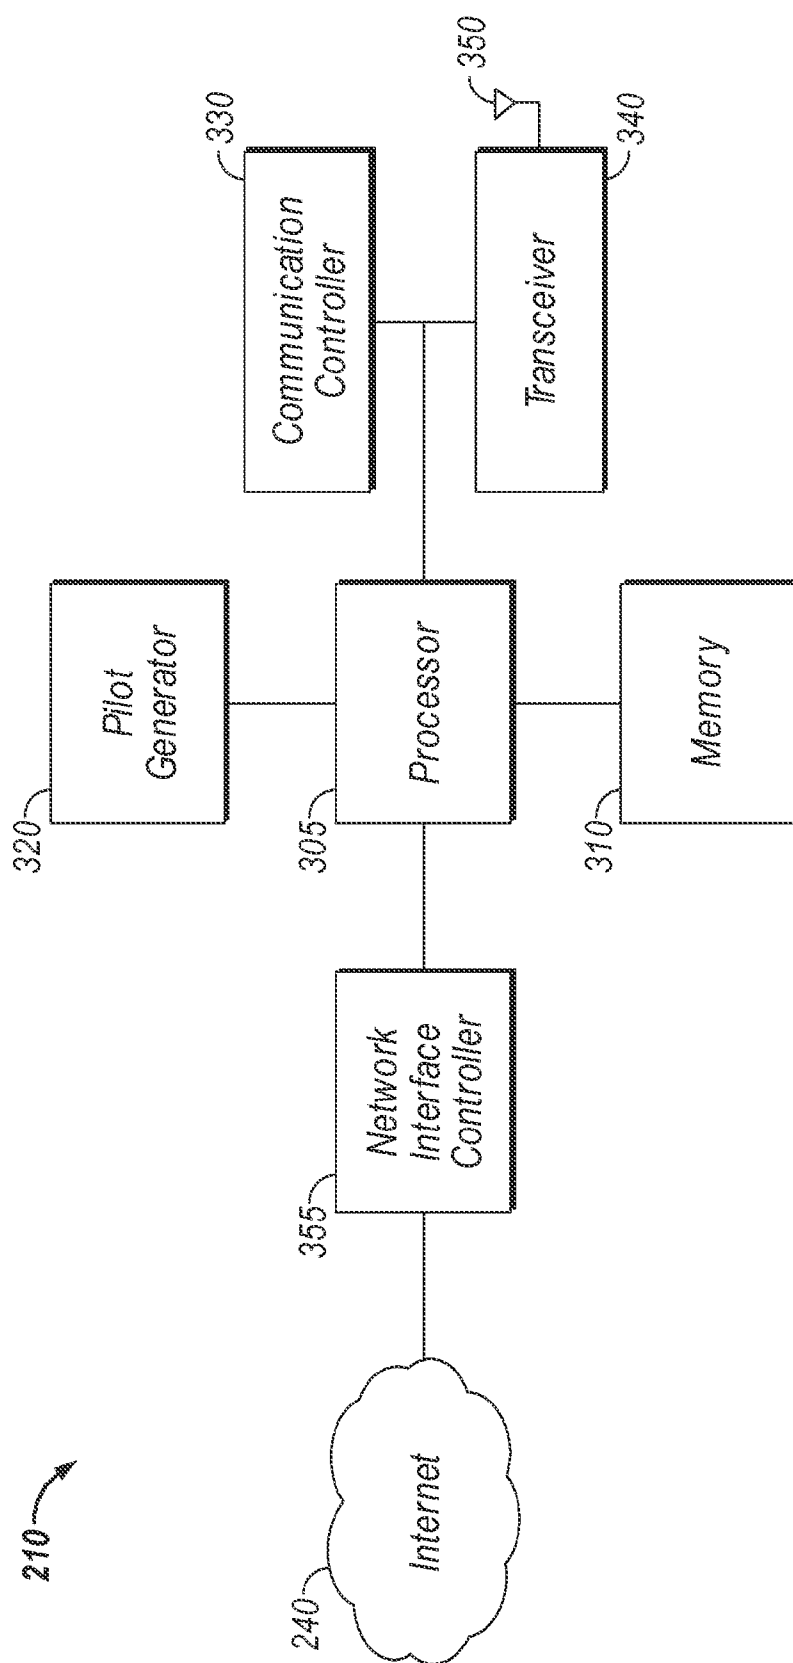 210
320
Pilot
Generator
330
Communication
Controller
350
240
Internet
355
Network
Interface
Controller
305
Processor
Transceiver
340
310
Memory